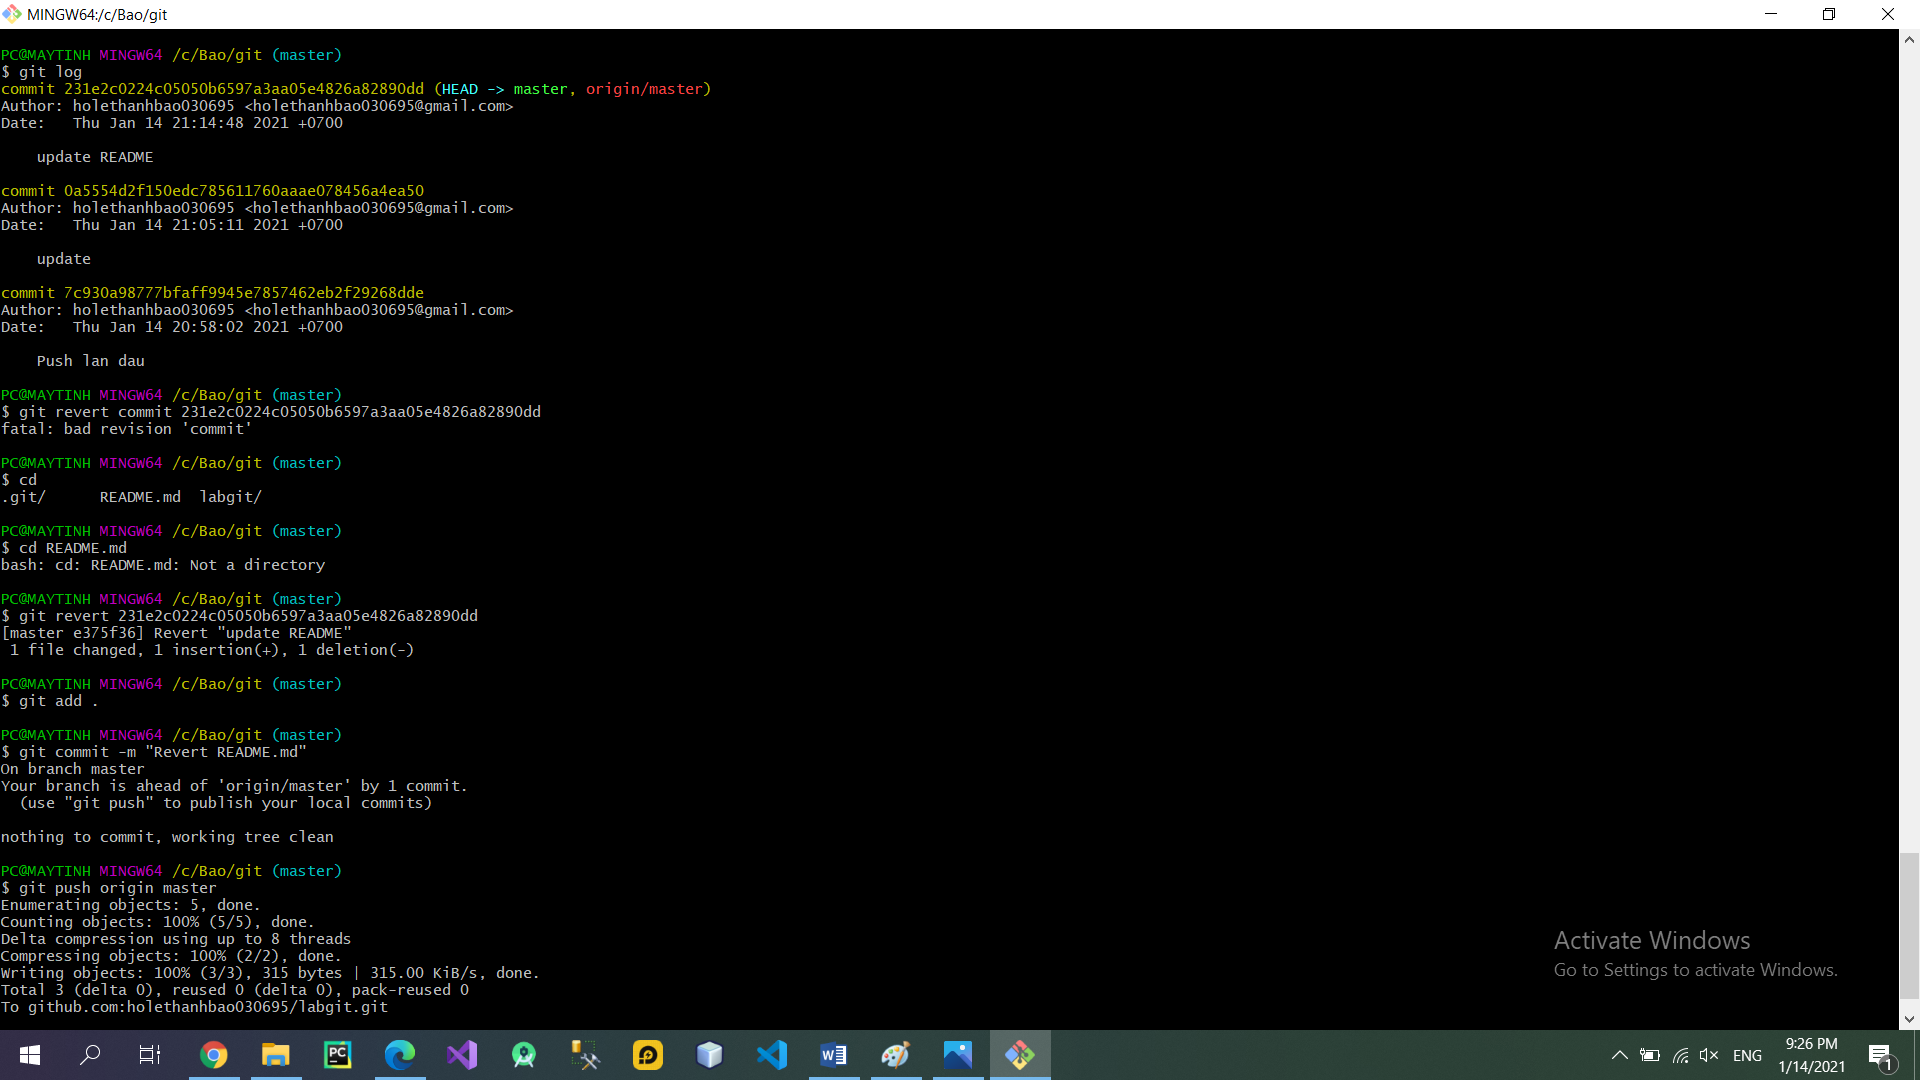 MINGW64:/c/Bao/git
PC@MAYTINH MINGW64 /c/Bao/git (master)
$ git log
commit 231e2c0224c05050b6597a3aa05e4826a82890dd (HEAD -> master, origin/master)
Author: holethanhbao030695 <holethanhbao030695@gmail.com>
Date:   Thu Jan 14 21:14:48 2021 +0700
    update README
commit 0a5554d2f150edc785611760aaae078456a4ea50
Author: holethanhbao030695 <holethanhbao030695@gmail.com>
Date:   Thu Jan 14 21:05:11 2021 +0700
    update
commit 7c930a98777bfaff9945e7857462eb2f29268dde
Author: holethanhbao030695 <holethanhbao030695@gmail.com>
Date:   Thu Jan 14 20:58:02 2021 +0700
    Push lan dau
PC@MAYTINH MINGW64 /c/Bao/git (master)
$ git revert commit 231e2c0224c05050b6597a3aa05e4826a82890dd
fatal: bad revision 'commit'
PC@MAYTINH MINGW64 /c/Bao/git (master)
$ cd
.git/      README.md  labgit/
PC@MAYTINH MINGW64 /c/Bao/git (master)
$ cd README.md
bash: cd: README.md: Not a directory
PC@MAYTINH MINGW64 /c/Bao/git (master)
$ git revert 231e2c0224c05050b6597a3aa05e4826a82890dd
[master e375f36] Revert "update README"
 1 file changed, 1 insertion(+), 1 deletion(-)
PC@MAYTINH MINGW64 /c/Bao/git (master)
$ git add .
PC@MAYTINH MINGW64 /c/Bao/git (master)
$ git commit -m "Revert README.md"
On branch master
Your branch is ahead of 'origin/master' by 1 commit.
  (use "git push" to publish your local commits)
nothing to commit, working tree clean
PC@MAYTINH MINGW64 /c/Bao/git (master)
$ git push origin master
Enumerating objects: 5, done.
Counting objects: 100% (5/5), done.
Delta compression using up to 8 threads
Compressing objects: 100% (2/2), done.
Writing objects: 100% (3/3), 315 bytes | 315.00 KiB/s, done.
Total 3 (delta 0), reused 0 (delta 0), pack-reused 0
To github.com:holethanhbao030695/labgit.git
Activate Windows
Go to Settings to activate Windows.
PC
W
ENG
9:26 PM
1/14/2021
1